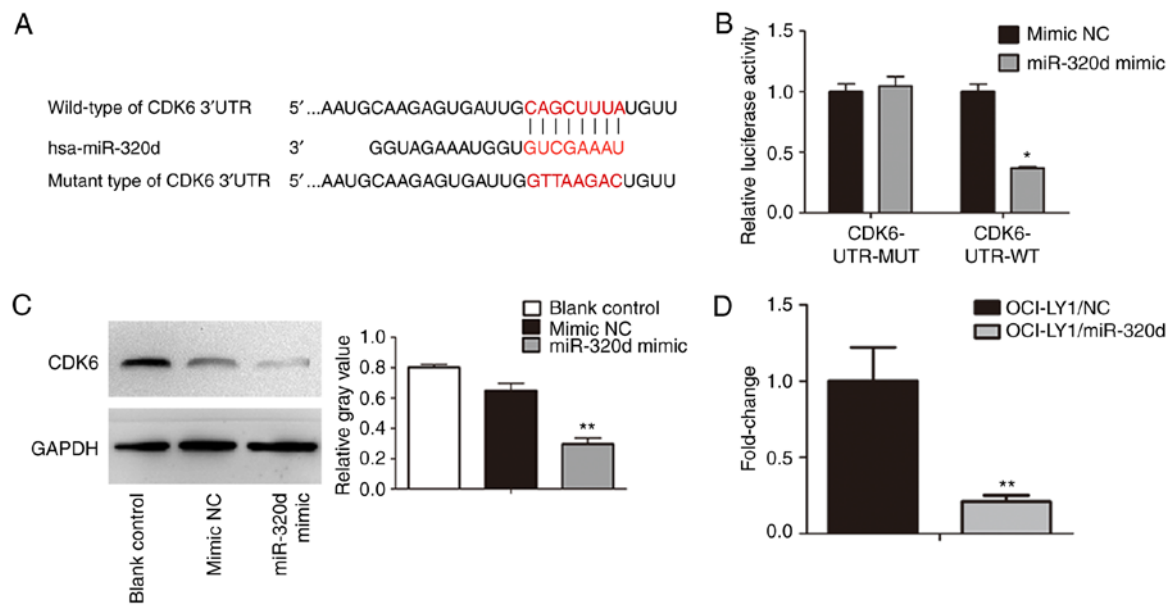 A
Wild-type of CDK6 3′UTR 5′ ...AAUGCAAGAGUGAUUGCAGCUUUAUGUU
hsa-miR-320d 3′ GGUAGAAAUGGUGUCGAAAU
Mutant type of CDK6 3′UTR 5′ ...AAUGCAAGAGUGAUUGGTTAAGACUGUU
B
Mimic NC
miR-320d mimic
Relative luciferase activity
1.5
1.0
0.5
0.0
*
CDK6-
UTR-MUT
CDK6-
UTR-WT
C
CDK6
GAPDH
Blank control
Mimic NC
miR-320d
mimic
Blank control
Mimic NC
miR-320d mimic
Relative gray value
1.0
0.8
0.6
0.4
0.2
0.0
**
D
OCI-LY1/NC
OCI-LY1/miR-320d
Fold-change
1.5
1.0
0.5
0.0
**